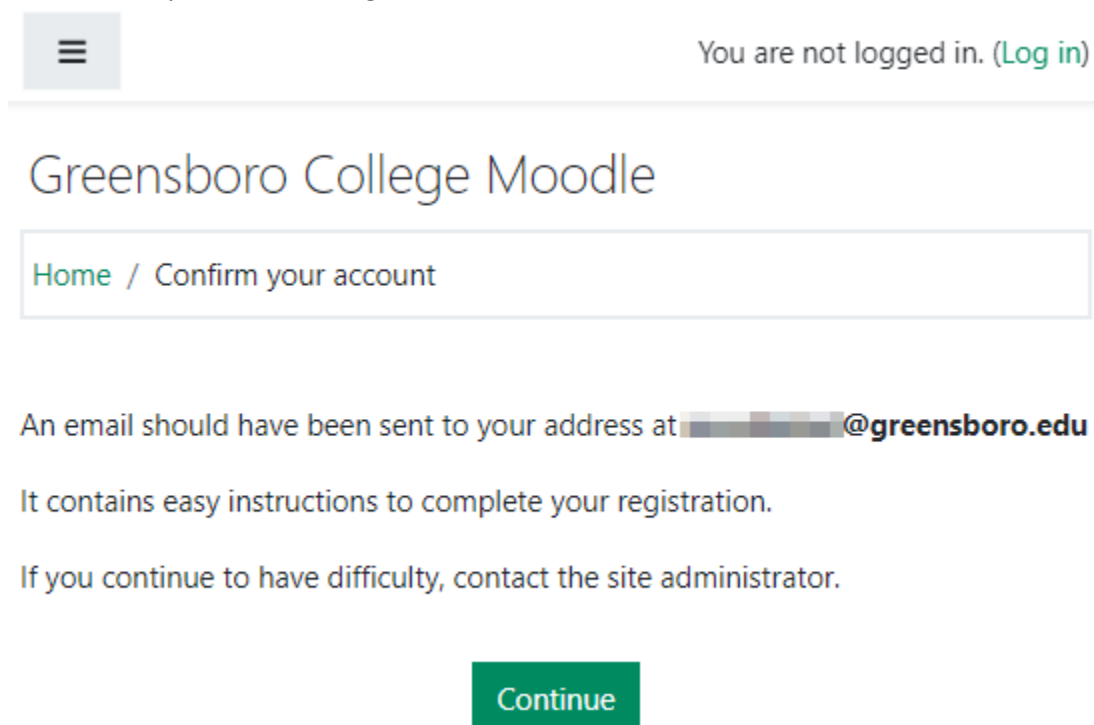 You are not logged in. (Log in)
Greensboro College Moodle
Home / Confirm your account
An email should have been sent to your address at @greensboro.edu
It contains easy instructions to complete your registration.
If you continue to have difficulty, contact the site administrator.
Continue